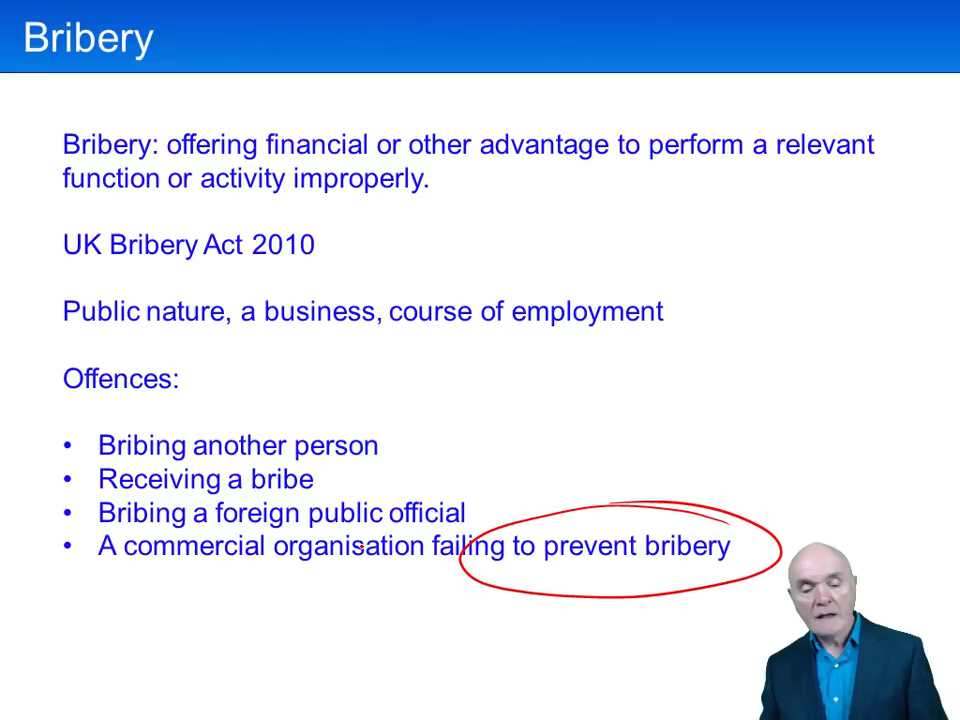 Bribery
Bribery: offering financial or other advantage to perform a relevant
function or activity improperly.
UK Bribery Act 2010
Public nature, a business, course of employment
Offences:
• Bribing another person
• Receiving a bribe
• Bribing a foreign public official
• A commercial organisation failing to prevent bribery